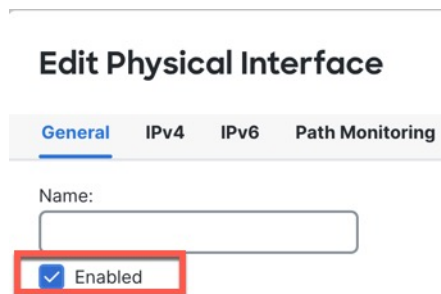 Edit Physical Interface
General IPv4 IPv6 Path Monitoring
Name:
Enabled